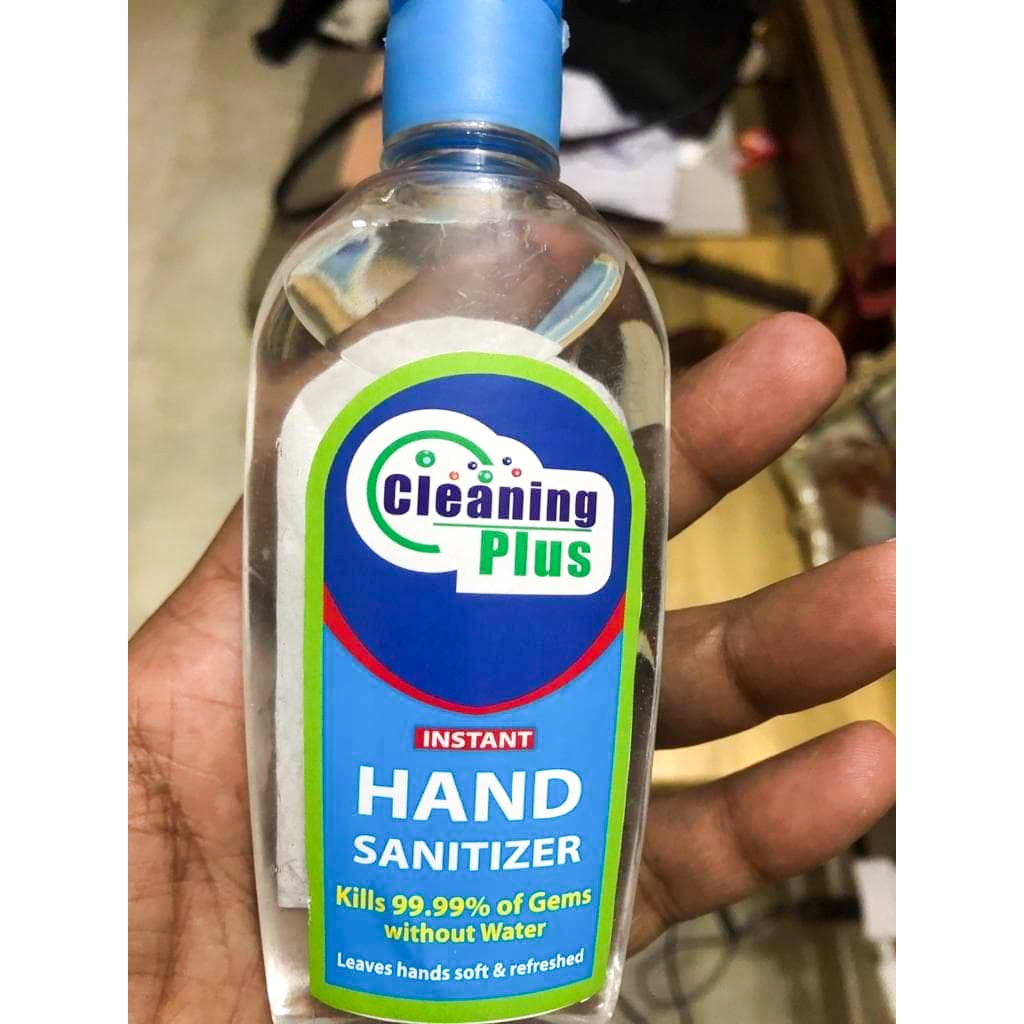 Cleaning
Plus
INSTANT
HAND
SANITIZER
Kills 99.99% of Gems
without Water
Leaves hands soft & refreshed